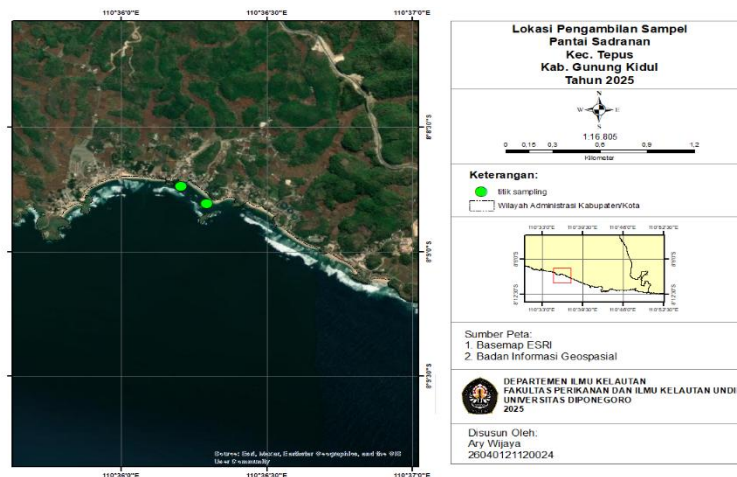 110°36'0"E
110°36'30"E
110°37'0"E
8°8'30"S
8°9'0"S
8°9'30"S
110°36'0"E
110°36'30"E
110°37'0"E
Source: Esri, Maxar, Earthstar Geographics, and the GIS
User Community
Lokasi Pengambilan Sampel
Pantai Sadranan
Kec. Tepus
Kab. Gunung Kidul
Tahun 2025
N
W
E
S
1:16.805
0 0,15 0,3 0,6 0,9 1,2
Kilometer
Keterangan:
titik sampling
Wilayah Administrasi Kabupaten/Kota
Sumber Peta:
1. Basemap ESRI
2. Badan Informasi Geospasial
DEPARTEMEN ILMU KELAUTAN
FAKULTAS PERIKANAN DAN ILMU KELAUTAN UNDI
UNIVERSITAS DIPONEGORO
2025
Disusun Oleh:
Ary Wijaya
26040121120024